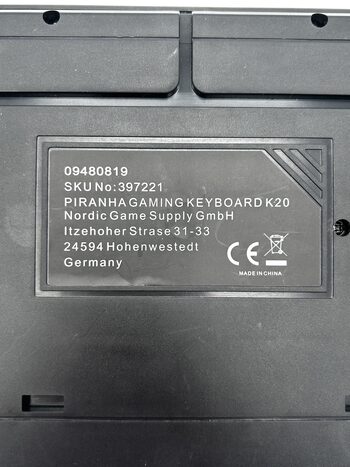 09480819
SKU No:397221
PIRANHA GAMING KEYBOARD K20
Nordic Game Supply GmbH
Itzehoher Strase 31-33
24594 Hohenwestedt
Germany
CE
MADE IN CHINA